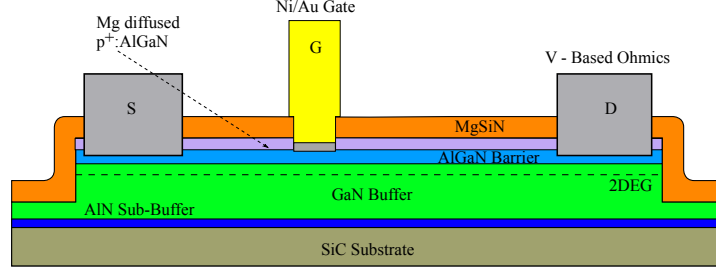 Ni/Au Gate
Mg diffused
p+:AlGaN
G
V - Based Ohmics
S
D
MgSiN
AlGaN Barrier
2DEG
GaN Buffer
AlN Sub-Buffer
SiC Substrate